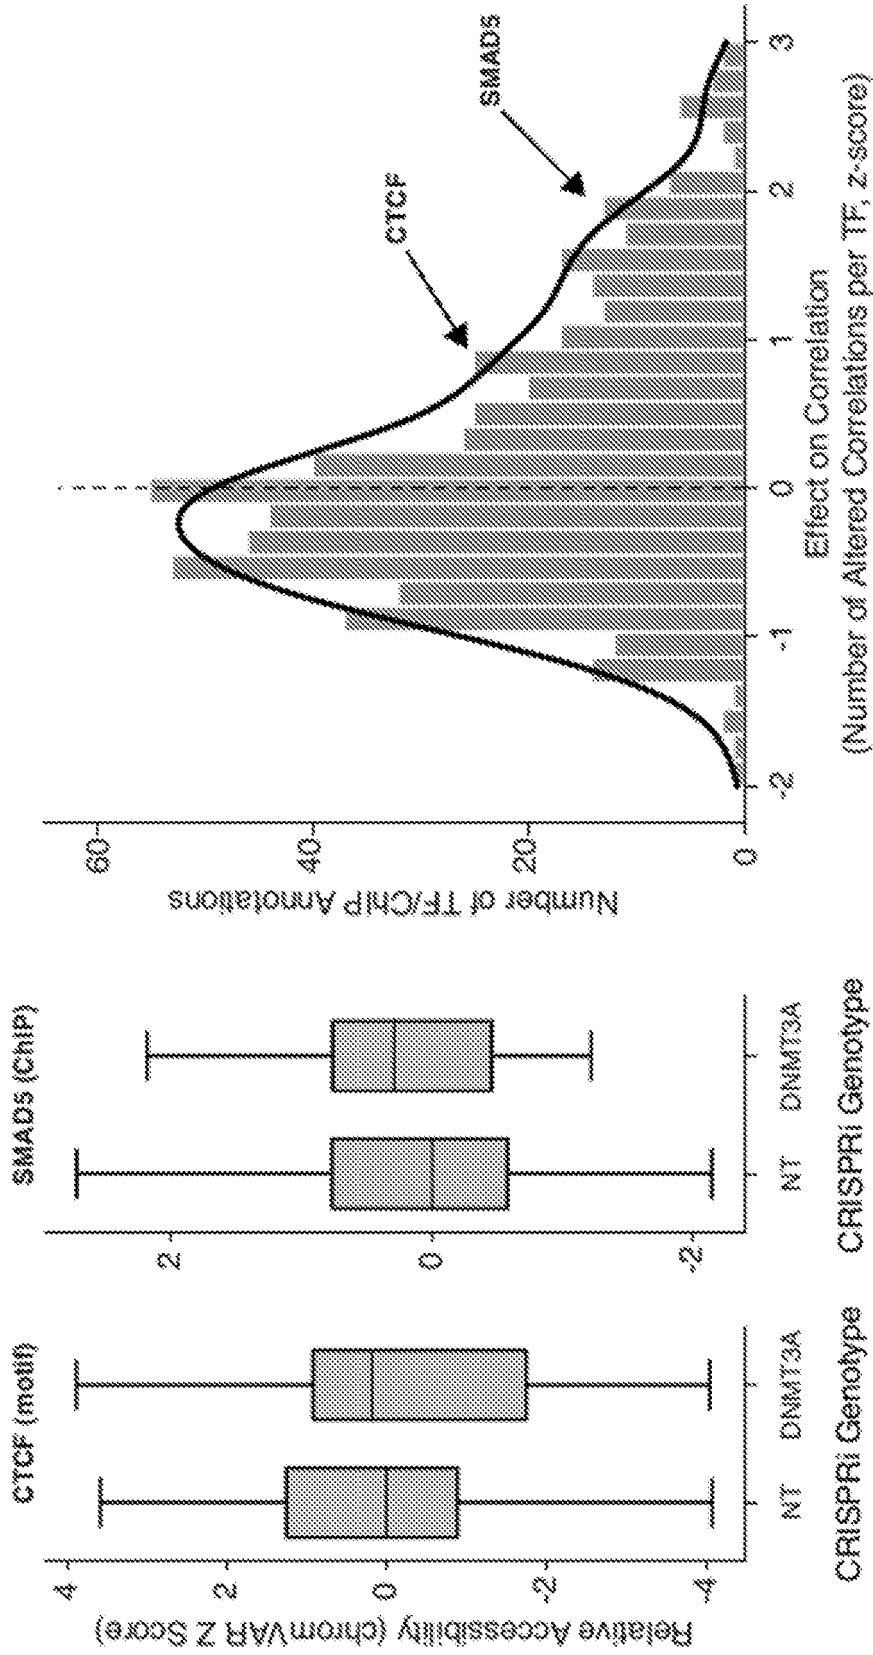 CTCF (motif)
Relative Accessibility (chromVAR Z Score)
4
2
0
-2
-4
NT
DNMT3A
CRISPRi Genotype
SMAD5 (ChIP)
2
0
-2
NT
DNMT3A
CRISPRi Genotype
Number of TF/ChIP Annotations
60
40
20
0
CTCF
SMAD5
-2
-1
0
1
2
3
Effect on Correlation
(Number of Altered Correlations per TF, z-score)